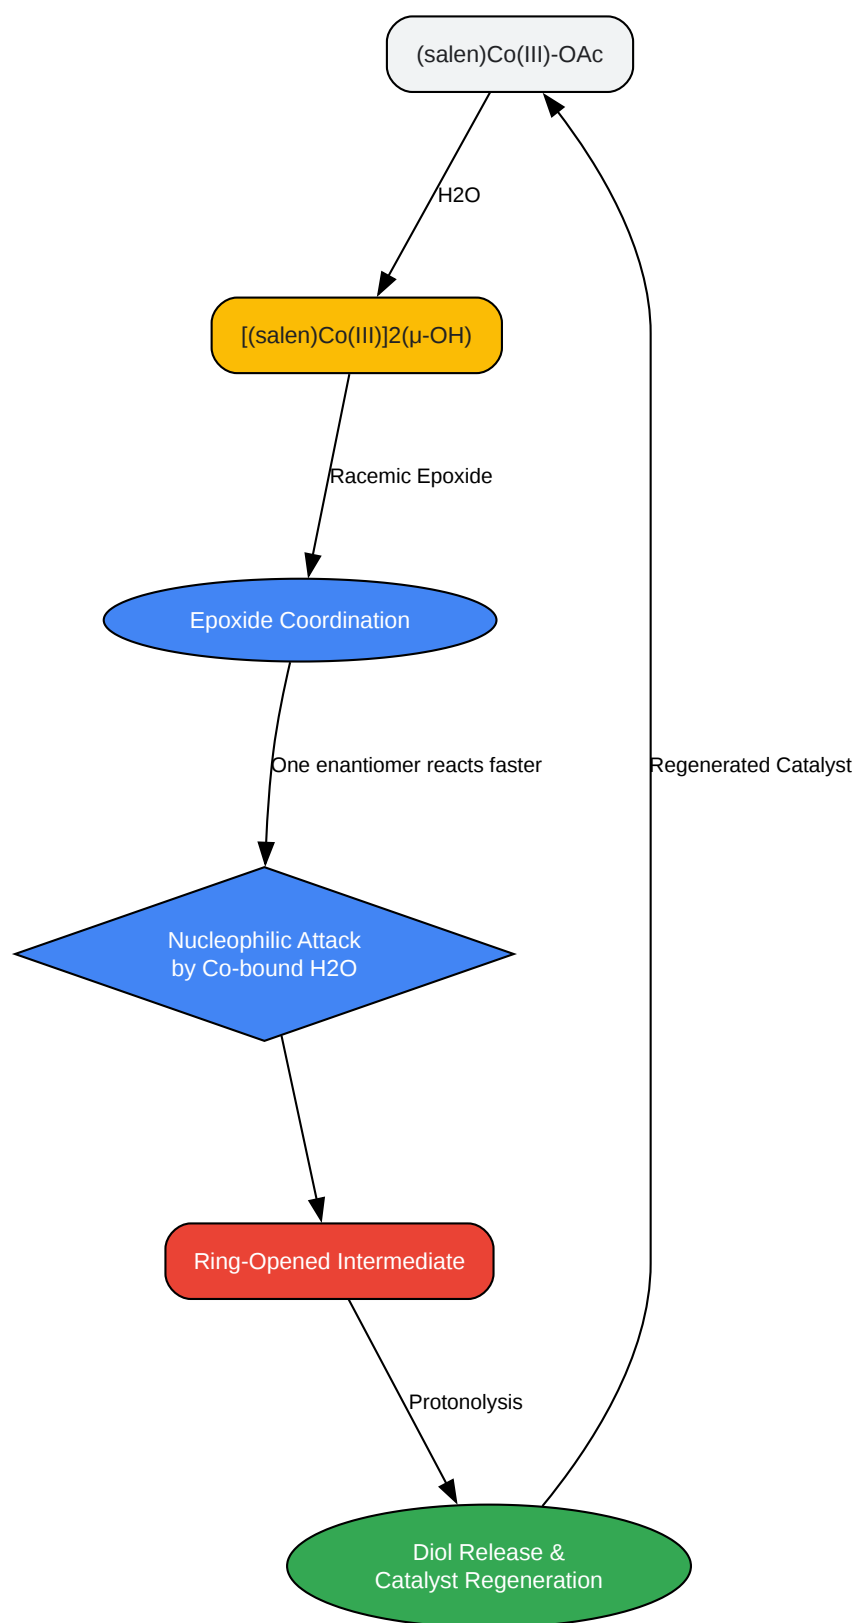 (salen)Co(III)-OAc
H2O
[(salen)Co(III)]2(μ-OH)
Racemic Epoxide
Epoxide Coordination
One enantiomer reacts faster
Regenerated Catalyst
Nucleophilic Attack
by Co-bound H2O
Ring-Opened Intermediate
Protonolysis
Diol Release &
Catalyst Regeneration